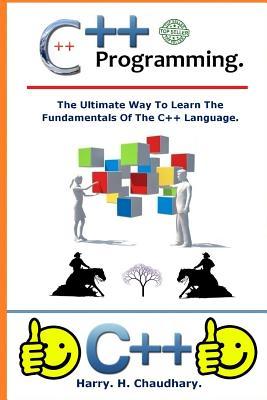 C++
C++
TOP SELLER
Programming.
The Ultimate Way To Learn The
Fundamentals Of The C++ Language.
C++
Harry. H. Chaudhary.